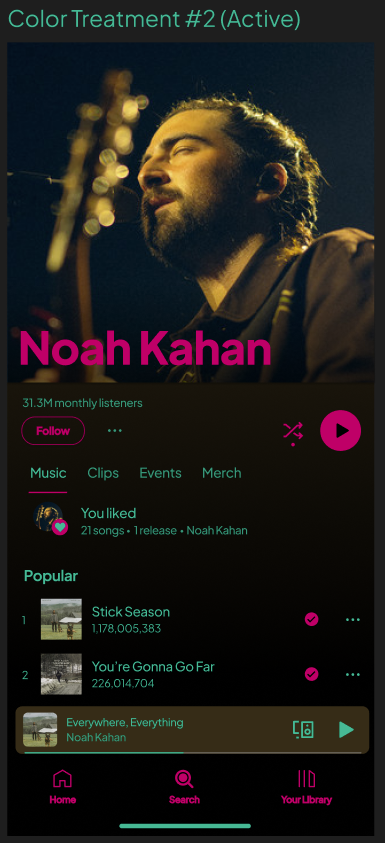 Color Treatment #2 (Active)
Noah Kahan
31.3M monthly listeners
Follow
Music Clips Events Merch
You liked
21 songs • 1 release • Noah Kahan
Popular
1 Stick Season
1,178,005,383
2 You're Gonna Go Far
226,014,704
Everywhere, Everything
Noah Kahan
Home Search Your Library